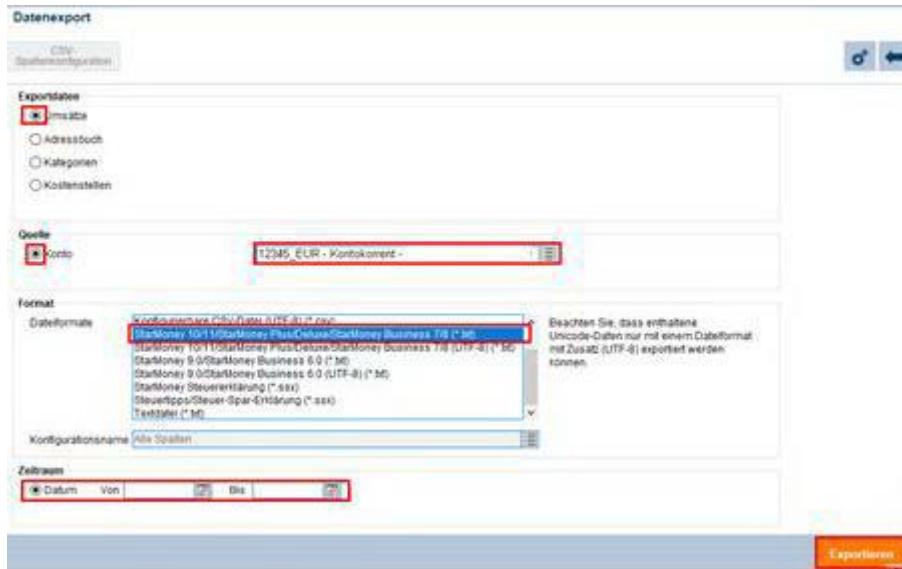 Datenexport
CSV-
Spaltenkonfiguration
Exportdaten
Umsätze
Adressbuch
Kategorien
Kostenstellen
Quelle
Konto
12345_EUR - Kontokorrent -
Format
Dateiformate
Konfigurierbare CSV-Datei (UTF-8) (*.csv)
StarMoney 10/11/StarMoney Plus/Deluxe/StarMoney Business 7/8 (*.txt)
StarMoney 10/11/StarMoney Plus/Deluxe/StarMoney Business 7/8 (UTF-8) (*.txt)
StarMoney 9.0/StarMoney Business 6.0 (*.txt)
StarMoney 9.0/StarMoney Business 6.0 (UTF-8) (*.txt)
StarMoney Steuererklärung (*.ssx)
Steuertipps/Steuer-Spar-Erklärung (*.ssx)
Textdatei (*.txt)
Beachten Sie, dass enthaltene
Unicode-Daten nur mit einem Dateiformat
mit Zusatz (UTF-8) exportiert werden
können.
Konfigurationsname
Alle Spalten
Zeitraum
Datum Von Bis
Exportieren